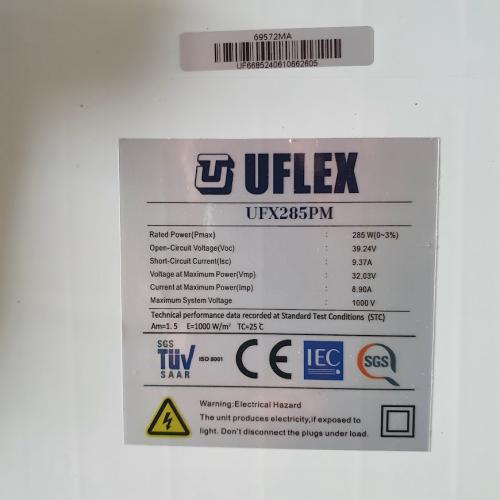 69572MA
UF6685240610662605
UFLEX
UFX285PM
Rated Power(Pmax) : 285 W(0~3%)
Open-Circuit Voltage(Voc) : 39.24V
Short-Circuit Current(Isc) : 9.37A
Voltage at Maximum Power(Vmp) : 32.03V
Current at Maximum Power(Imp) : 8.90A
Maximum System Voltage : 1000 V
Technical performance data recorded at Standard Test Conditions (STC)
Am=1. 5 E=1000 W/m² TC=25℃
SGS
TÜV
SAAR
ISO 9001
CE
IEC
SGS
Warning:Electrical Hazard
The unit produces electricity,if exposed to
light. Don't disconnect the plugs under load.